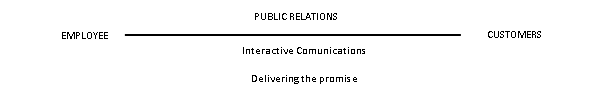 PUBLIC RELATIONS
EMPLOYEE
CUSTOMERS
Interactive Comunications
Delivering the promise